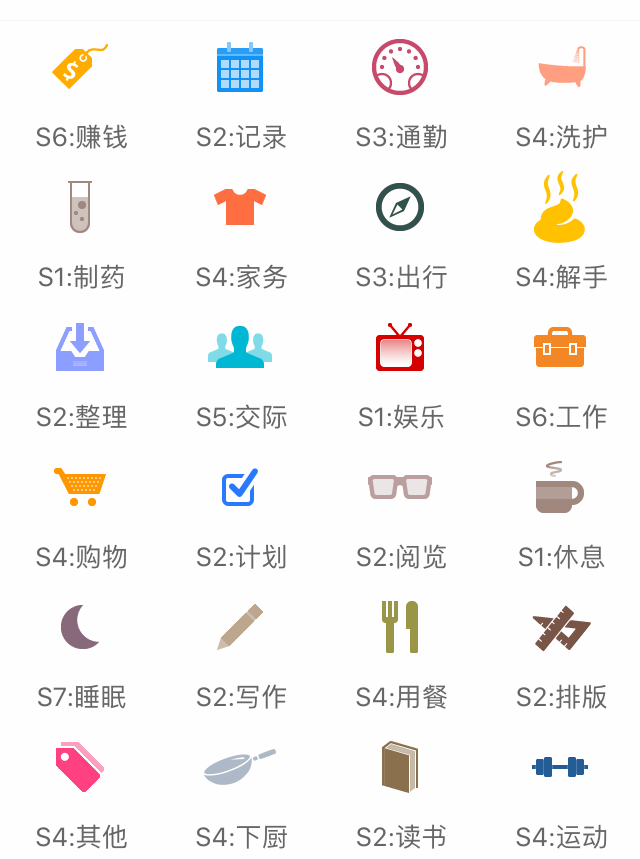 S6:赚钱 S2:记录 S3:通勤 S4:洗护
S1:制药 S4:家务 S3:出行 S4:解手
S2:整理 S5:交际 S1:娱乐 S6:工作
S4:购物 S2:计划 S2:阅览 S1:休息
S7:睡眠 S2:写作 S4:用餐 S2:排版
S4:其他 S4:下厨 S2:读书 S4:运动